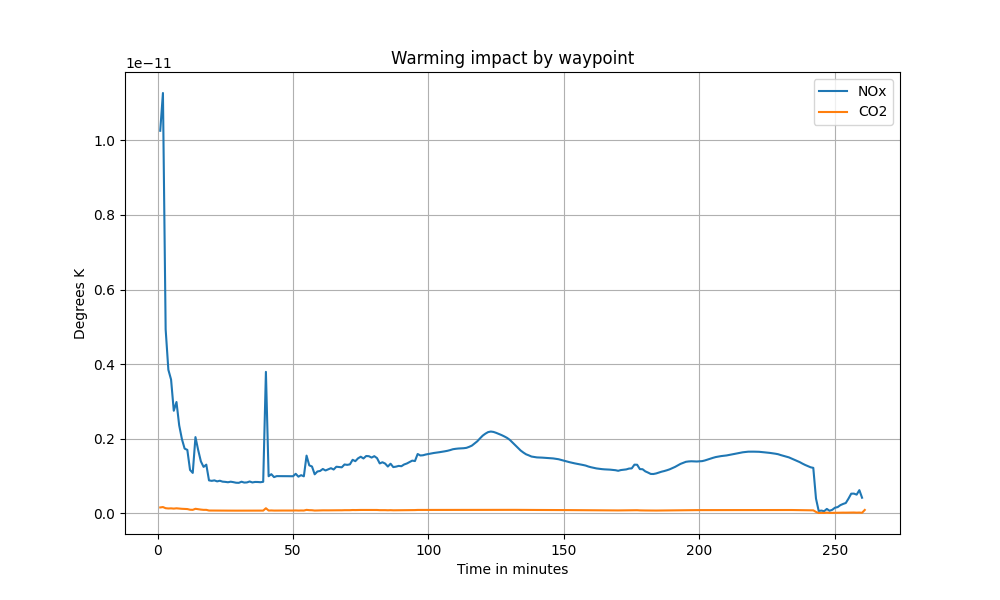 Warming impact by waypoint
1e−11
NOx
CO2
1.0
0.8
0.6
0.4
0.2
0.0
Degrees K
0 50 100 150 200 250
Time in minutes